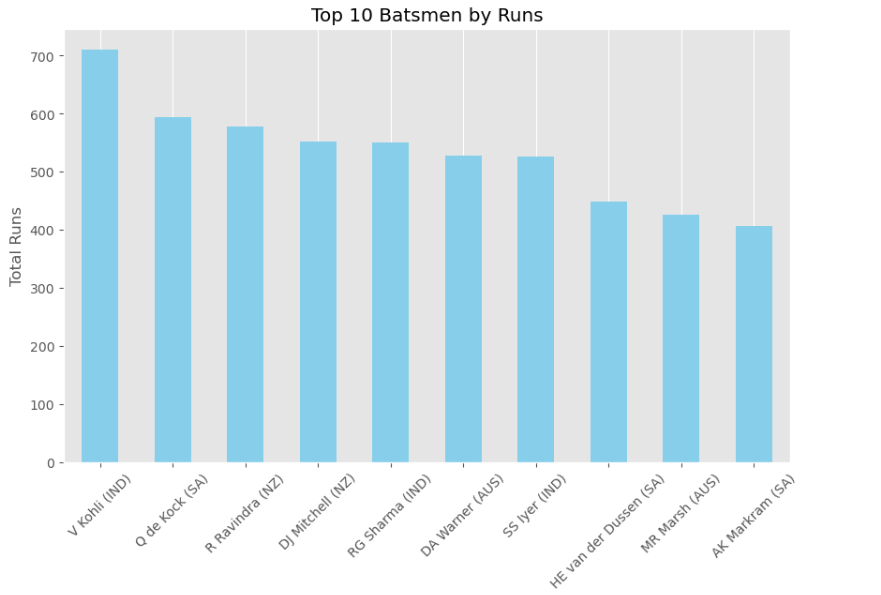 Top 10 Batsmen by Runs
Total Runs
700
600
500
400
300
200
100
0
V Kohli (IND)
Q de Kock (SA)
R Ravindra (NZ)
DJ Mitchell (NZ)
RG Sharma (IND)
DA Warner (AUS)
SS Iyer (IND)
HE van der Dussen (SA)
MR Marsh (AUS)
AK Markram (SA)